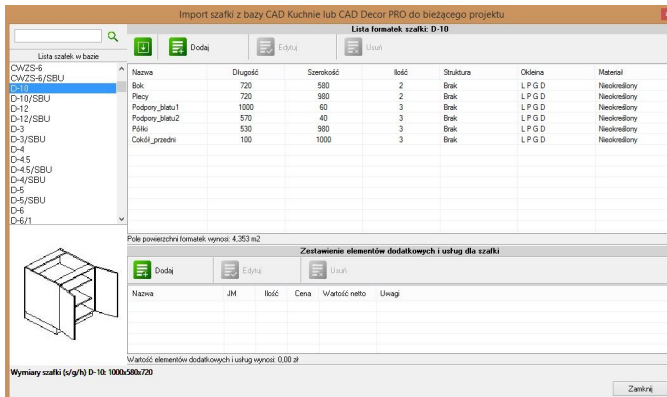 Import szafki z bazy CAD Kuchnie lub CAD Decor PRO do bieżącego projektu
Lista szafek w bazie
CWZS-6
CWZS-6/SBU
D-10
D-10/SBU
D-12
D-12/SBU
D-3
D-3/SBU
D-4
D-4.5
D-4.5/SBU
D-4/SBU
D-5
D-5/SBU
D-6
D-6/1
Lista formatek szafki: D-10
Dodaj Edytuj Usuń
Nazwa Długość Szerokość Ilość Struktura Okleina Materiał
Bok 720 580 2 Brak L P G D Nieokreślony
Plecy 720 980 2 Brak L P G D Nieokreślony
Podpory_blatu1 1000 60 3 Brak L P G D Nieokreślony
Podpory_blatu2 570 40 3 Brak L P G D Nieokreślony
Półki 530 980 3 Brak L P G D Nieokreślony
Cokół_przedni 100 1000 3 Brak L P G D Nieokreślony
Pole powierzchni formatek wynosi: 4,353 m2
Zestawienie elementów dodatkowych i usług dla szafki
Dodaj Edytuj Usuń
Nazwa JM Ilość Cena Wartość netto Uwagi
Wartość elementów dodatkowych i usług wynosi: 0,00 zł
Wymiary szafki (s/g/h) D-10: 1000x580x720
Zamknij